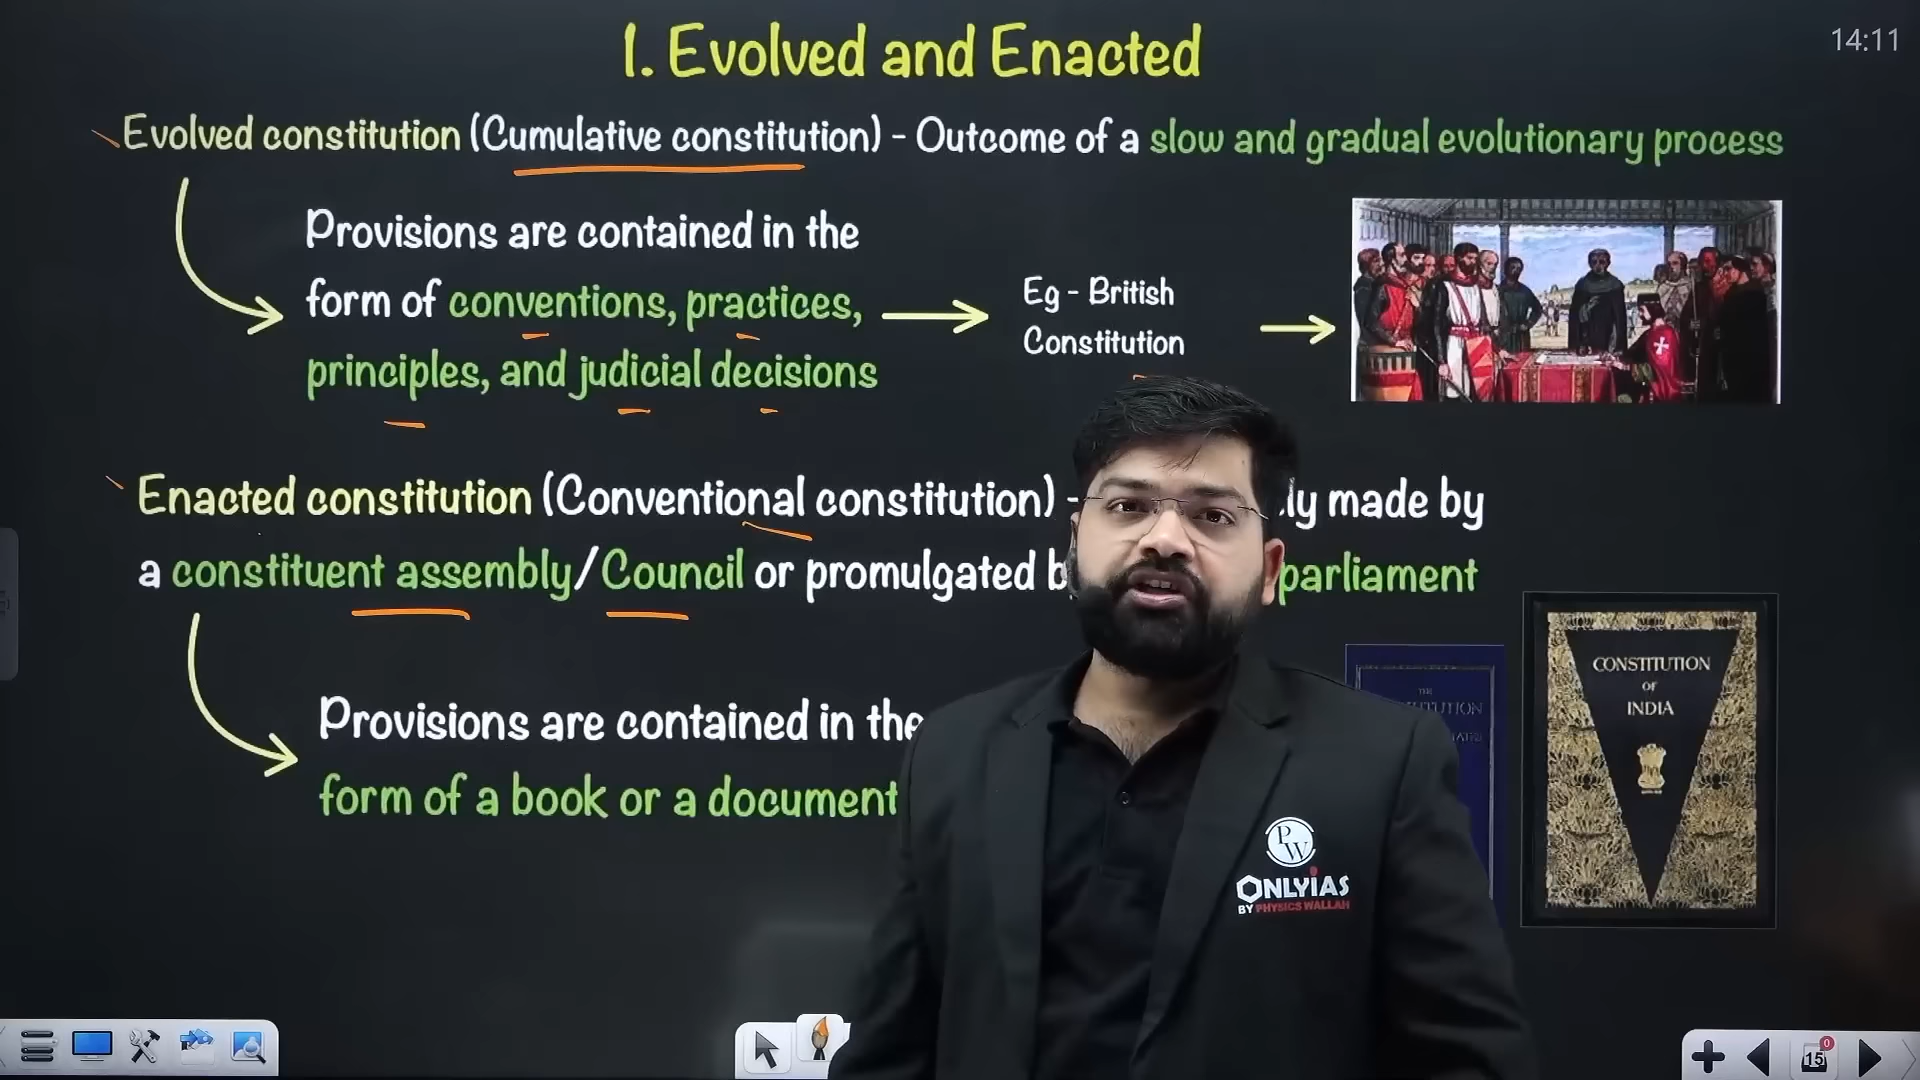 1. Evolved and Enacted
14:11
Evolved constitution (Cumulative constitution) - Outcome of a slow and gradual evolutionary process
Provisions are contained in the
form of conventions, practices,
principles, and judicial decisions
Eg - British
Constitution
Enacted constitution (Conventional constitution) - ly made by
a constituent assembly/Council or promulgated parliament
Provisions are contained in the
form of a book or a document
THE
CONSTITUTION
OF
INDIA
PW
ONLYiAS
BY PHYSICS WALLAH
0
15